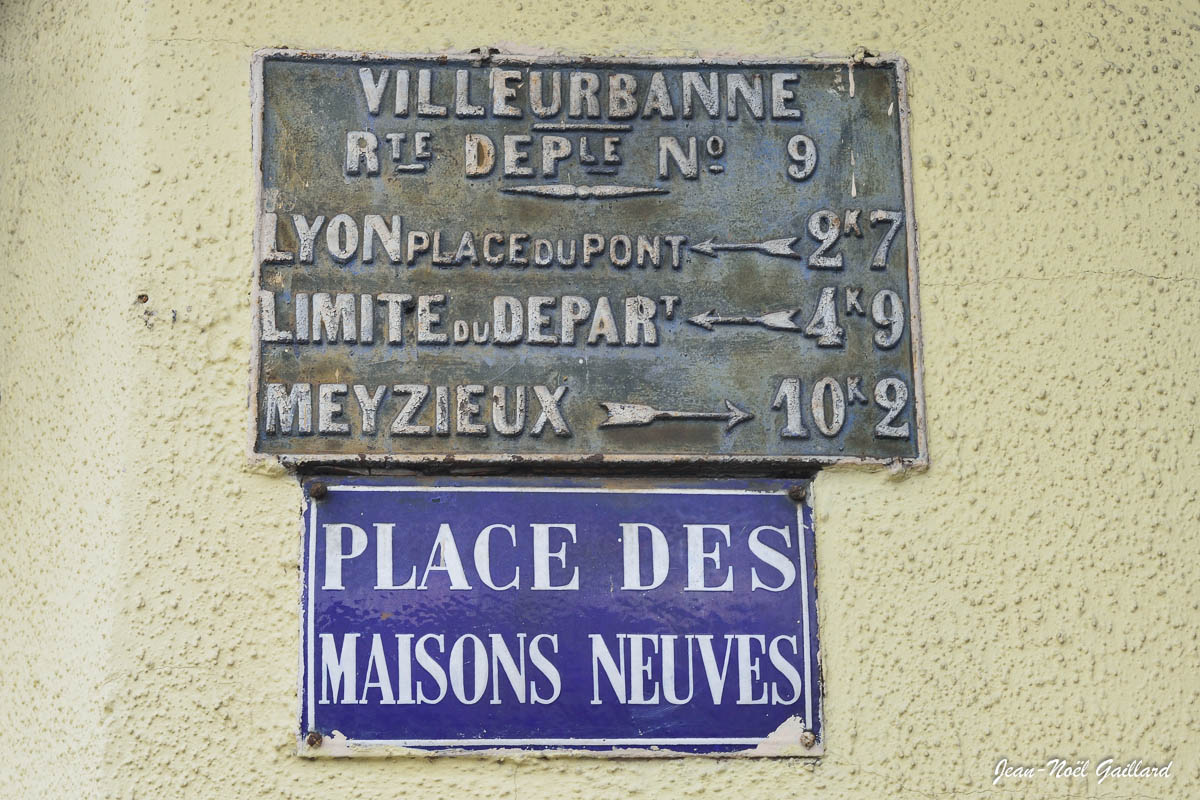 VILLEURBANNE
RTE DEPLE NO 9
LYON PLACE DU PONT 2K7
LIMITE DU DEPART 4K9
MEYZIEUX 10K2
PLACE DES
MAISONS NEUVES
Jean-Noël Gaillard